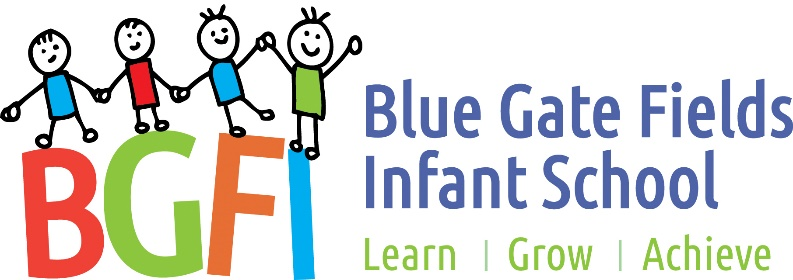 BGFI
Blue Gate Fields
Infant School
Learn | Grow | Achieve